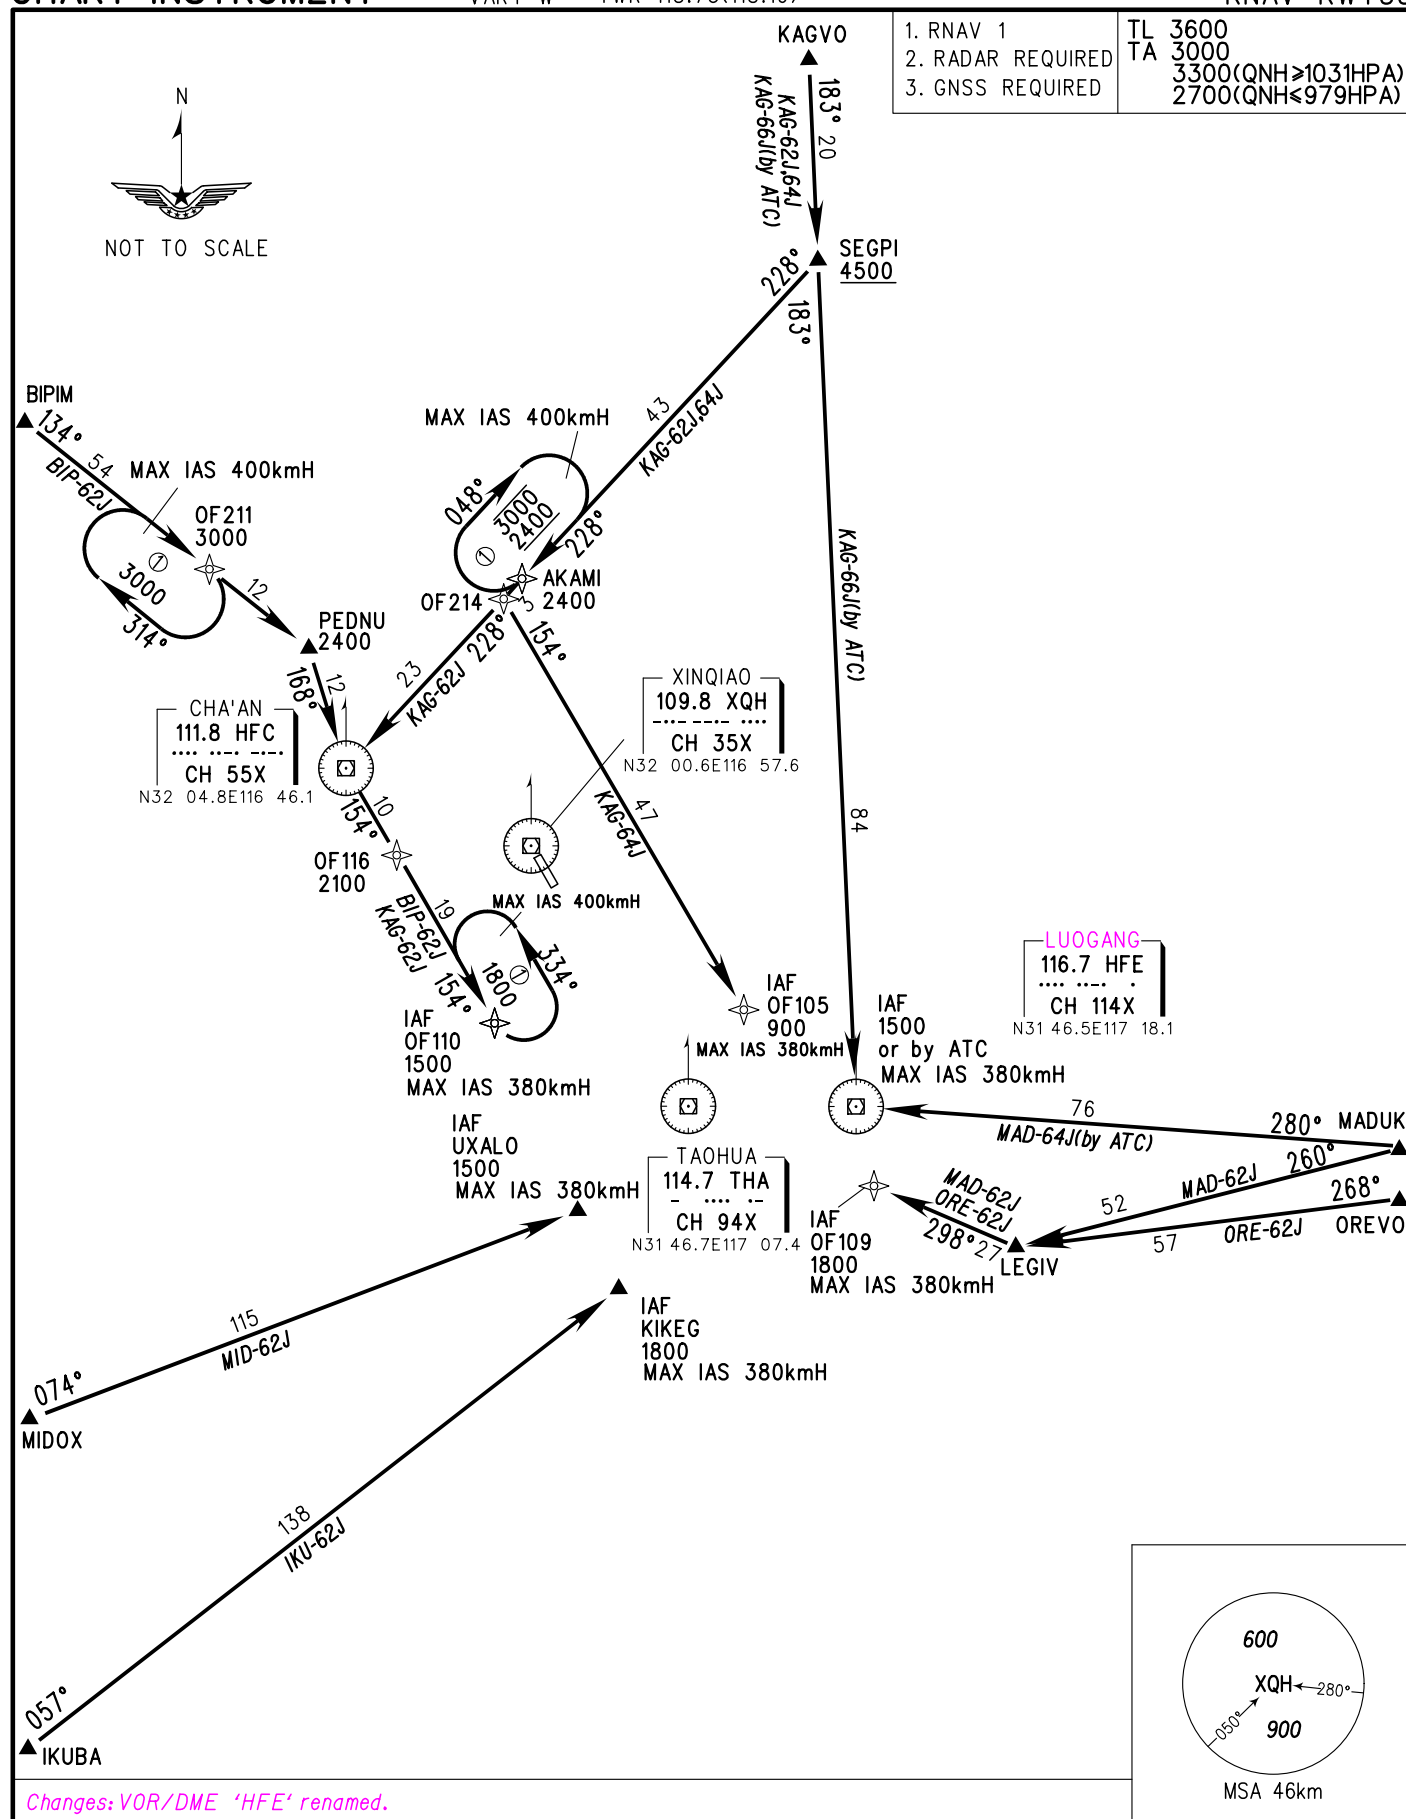 1. RNAV 1
2. RADAR REQUIRED
3. GNSS REQUIRED
TL 3600
TA 3000
3300(QNH≥1031HPA)
2700(QNH≤979HPA)
KAGVO
183° 20
KAG-62J,64J
KAG-66J(by ATC)
N
NOT TO SCALE
SEGPI
4500
228°
183°
43
KAG-62J,64J
BIPIM
134°
54
BIP-62J
MAX IAS 400kmH
MAX IAS 400kmH
048°
3000
2400
1
228°
OF211
3000
1
3000
314°
12
AKAMI
2400
OF214
3
PEDNU
2400
228°
154°
KAG-66J(by ATC)
168°
12
23
KAG-62J
CHA'AN
111.8 HFC
···· ··-· -·-·
CH 55X
N32 04.8E116 46.1
XINQIAO
109.8 XQH
-··- --·- ····
CH 35X
N32 00.6E116 57.6
154°
10
47
KAG-64J
84
OF116
2100
MAX IAS 400kmH
19
BIP-62J
KAG-62J
154°
1800
1
334°
LUOGANG
116.7 HFE
···· ··-· ·
CH 114X
N31 46.5E117 18.1
IAF
OF110
1500
MAX IAS 380kmH
IAF
OF105
900
MAX IAS 380kmH
IAF
1500
or by ATC
MAX IAS 380kmH
IAF
UXALO
1500
MAX IAS 380kmH
TAOHUA
114.7 THA
- ···· ·-
CH 94X
N31 46.7E117 07.4
76
MAD-64J(by ATC)
280°
MADUK
260°
MAD-62J
52
268°
OREVO
ORE-62J
57
MAD-62J
ORE-62J
298°
27
LEGIV
IAF
OF109
1800
MAX IAS 380kmH
IAF
KIKEG
1800
MAX IAS 380kmH
115
MID-62J
074°
MIDOX
138
IKU-62J
057°
IKUBA
600
XQH
280°
050°
900
MSA 46km
Changes: VOR/DME 'HFE' renamed.